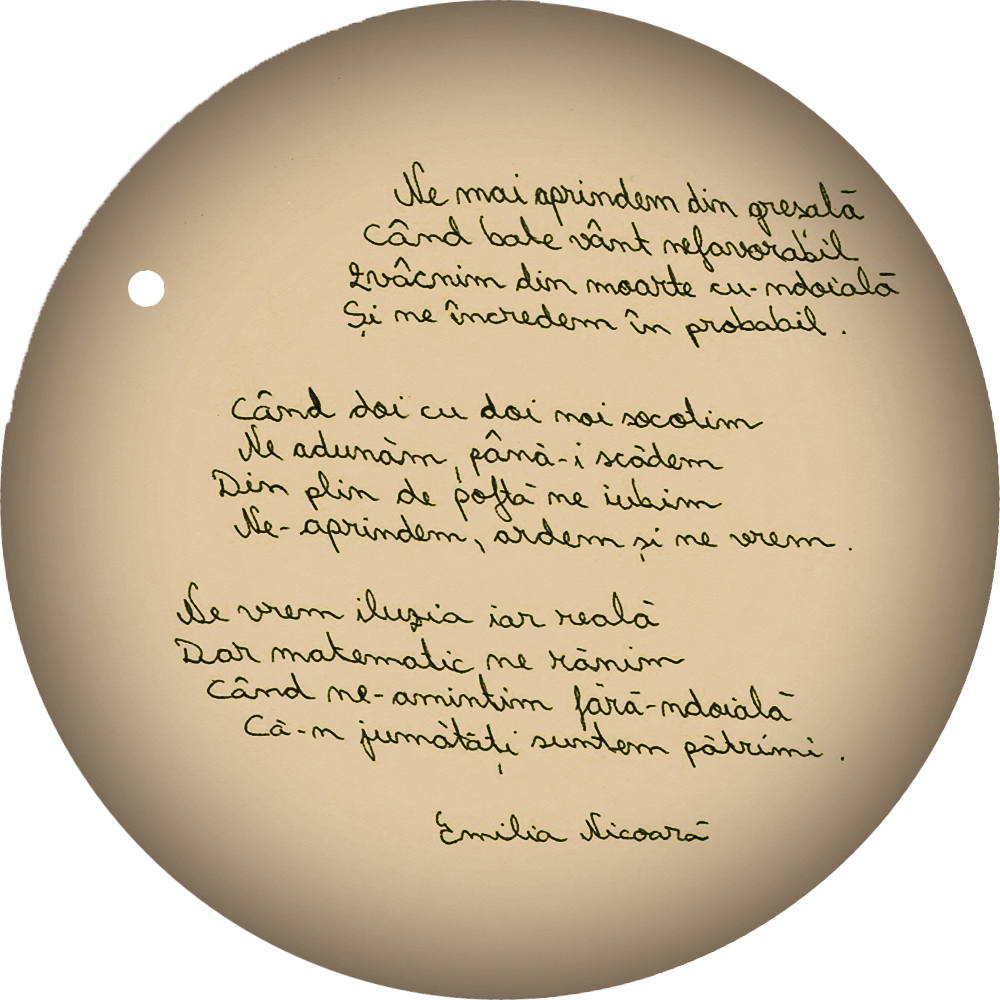 Ne mai aprindem din greșală
Când bate vânt nefavorabil
Zvâcnim din moarte cu-ndoială
Și ne încredem în probabil.
Când doi cu doi noi socotim
Ne adunăm, până-i scădem
Din plin de poftă ne iubim
Ne-aprindem, ardem și ne vrem.
Ne vrem iluzia iar reală
Dar matematic ne rănim
Când ne-amintim fără-ndoială
Că-n jumătăți suntem pătrimi.
Emilia Nicoară